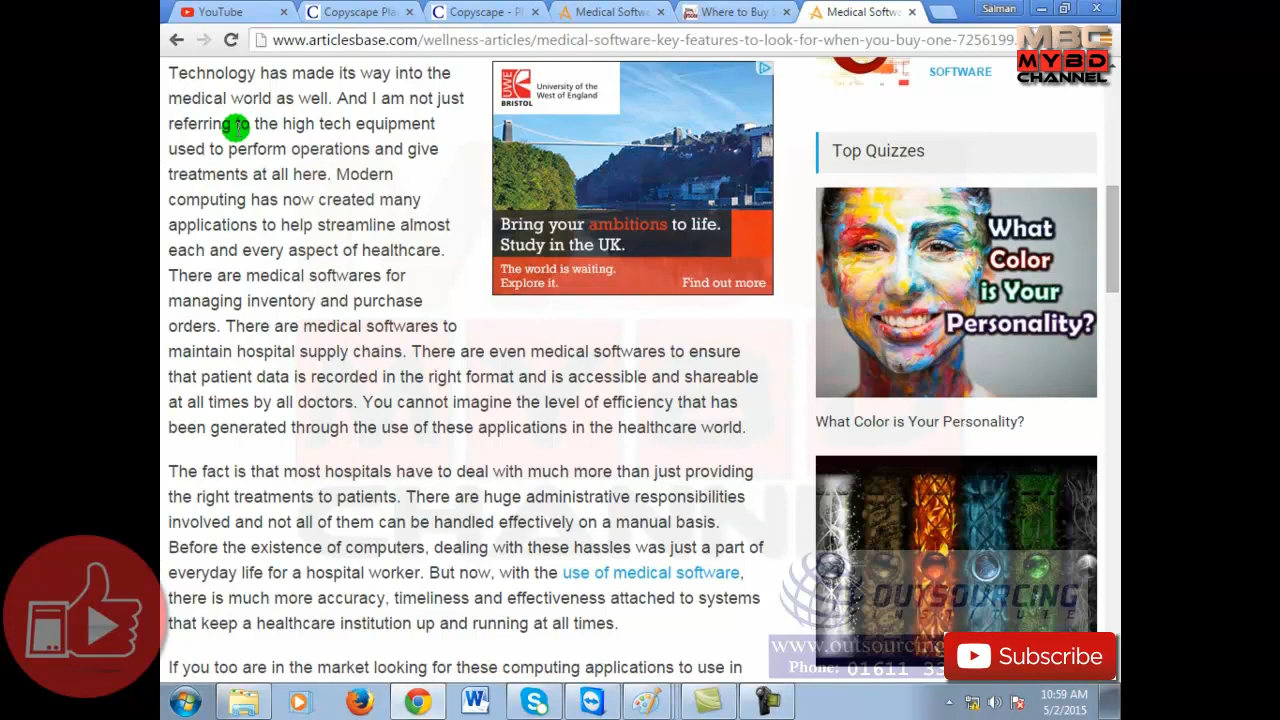 YouTube
Copyscape Pla
Copyscape - Pl
Medical Softwa
Where to Buy
Medical Softwa
Salman
www.article
/wellness-articles/medical-software-key-features-to-look-for-when-you-buy-one-7256199.
MBC
MYBD
CHANNEL
SOFTWARE
Technology has made its way into the
medical world as well. And I am not just
referring to the high tech equipment
used to perform operations and give
treatments at all here. Modern
computing has now created many
applications to help streamline almost
each and every aspect of healthcare.
There are medical softwares for
managing inventory and purchase
orders. There are medical softwares to
maintain hospital supply chains. There are even medical softwares to ensure
that patient data is recorded in the right format and is accessible and shareable
at all times by all doctors. You cannot imagine the level of efficiency that has
been generated through the use of these applications in the healthcare world.
The fact is that most hospitals have to deal with much more than just providing
the right treatments to patients. There are huge administrative responsibilities
involved and not all of them can be handled effectively on a manual basis.
Before the existence of computers, dealing with these hassles was just a part of
everyday life for a hospital worker. But now, with the use of medical software,
there is much more accuracy, timeliness and effectiveness attached to systems
that keep a healthcare institution up and running at all times.
If you too are in the market looking for these computing applications to use in
UWE
BRISTOL
University of the
West of England
Bring your ambitions to life.
Study in the UK.
The world is waiting.
Explore it.
Find out more
Top Quizzes
What
Color
is Your
Personality?
What Color is Your Personality?
OUTSOURCING
INSTITUTE
www.outsourcing
Phone: 01611 33
Subscribe
10:59 AM
5/2/2015